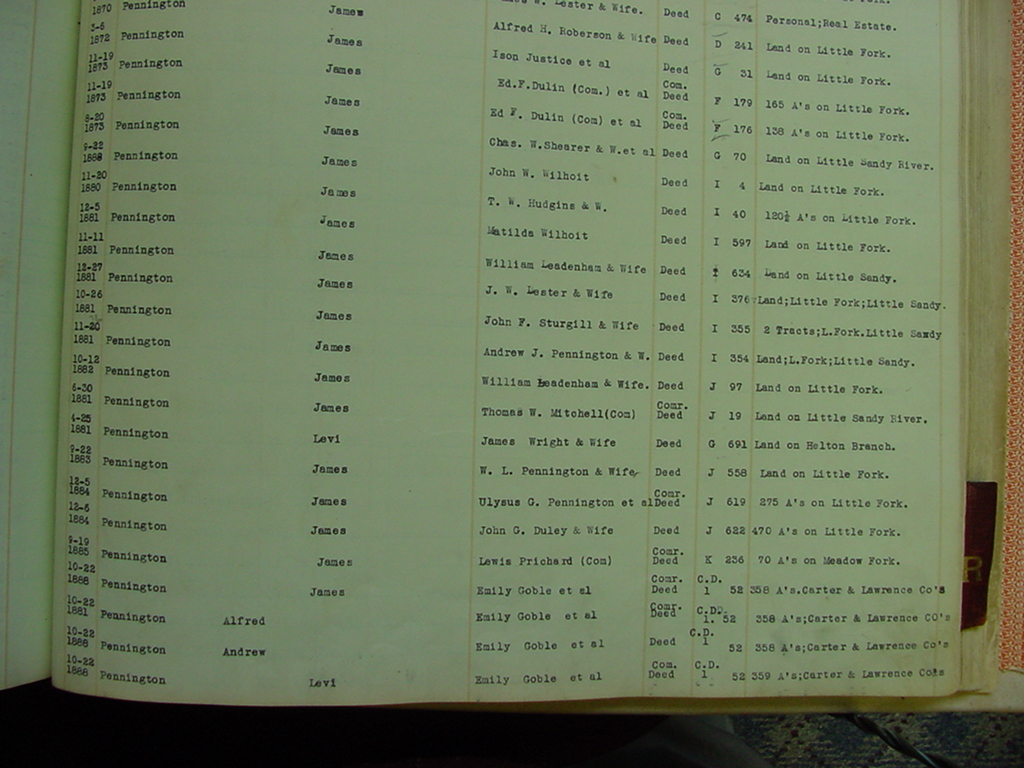 1870 Pennington James W. Lester & Wife. Deed C 474 Personal;Real Estate.
3-6
1872 Pennington James Alfred H. Roberson & Wife Deed D 241 Land on Little Fork.
11-19
1873 Pennington James Ison Justice et al Deed G 31 Land on Little Fork.
11-19 Com.
1873 Pennington James Ed.F.Dulin (Com.) et al Deed F 179 165 A's on Little Fork.
8-20 Com.
1873 Pennington James Ed F. Dulin (Com) et al Deed F 176 138 A's on Little Fork.
9-22
1888 Pennington James Chas. W.Shearer & W.et al Deed G 70 Land on Little Sandy River.
11-20
1880 Pennington James John W. Wilhoit Deed I 4 Land on Little Fork.
12-5
1881 Pennington James T. W. Hudgins & W. Deed I 40 120½ A's on Little Fork.
11-11
1881 Pennington James Matilda Wilhoit Deed I 597 Land on Little Fork.
12-27
1881 Pennington James William Leadenham & Wife Deed I 634 Land on Little Sandy.
10-26
1881 Pennington James J. W. Lester & Wife Deed I 376 Land;Little Fork;Little Sandy.
11-20
1881 Pennington James John F. Sturgill & Wife Deed I 355 2 Tracts;L.Fork.Little Sandy
10-12
1882 Pennington James Andrew J. Pennington & W. Deed I 354 Land;L.Fork;Little Sandy.
6-30
1881 Pennington James William Leadenham & Wife. Deed J 97 Land on Little Fork.
4-25 Comr.
1881 Pennington James Thomas W. Mitchell(Com) Deed J 19 Land on Little Sandy River.
9-22
1883 Pennington Levi James Wright & Wife Deed G 691 Land on Helton Branch.
12-5
1884 Pennington James W. L. Pennington & Wife Deed J 558 Land on Little Fork.
12-6 Comr.
1884 Pennington James Ulysus G. Pennington et al Deed J 619 275 A's on Little Fork.
9-19
1885 Pennington James John G. Duley & Wife Deed J 622 470 A's on Little Fork.
10-22 Comr.
1888 Pennington James Lewis Prichard (Com) Deed K 236 70 A's on Meadow Fork.
10-22 Comr. C.D.
1881 Pennington James Emily Goble et al Deed 1 52 358 A's.Carter & Lawrence Co's
Comr. C.D.
10-22 Pennington Alfred Emily Goble et al Deed 1. 52 358 A's;Carter & Lawrence CO's
C.D.
1888 Pennington Andrew Emily Goble et al Deed 1 52 358 A's;Carter & Lawrence Co's
10-22 Com. C.D.
1888 Pennington Levi Emily Goble et al Deed 1 52 359 A's;Carter & Lawrence Co's
R